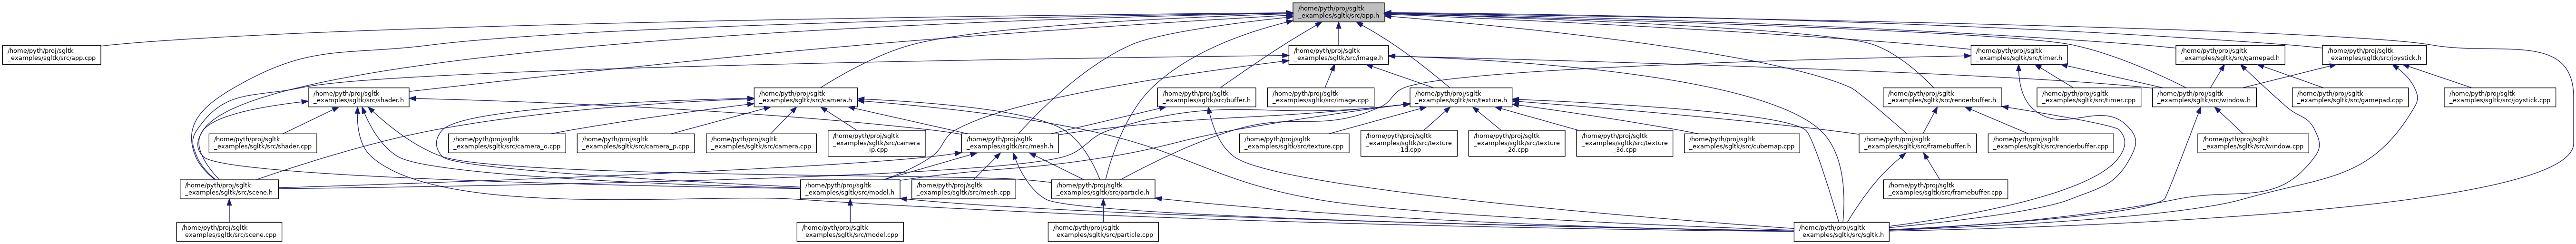 /home/pyth/proj/sgltk
_examples/sgltk/src/app.h
/home/pyth/proj/sgltk
_examples/sgltk/src/app.cpp
/home/pyth/proj/sgltk
_examples/sgltk/src/image.h
/home/pyth/proj/sgltk
_examples/sgltk/src/timer.h
/home/pyth/proj/sgltk
_examples/sgltk/src/gamepad.h
/home/pyth/proj/sgltk
_examples/sgltk/src/joystick.h
/home/pyth/proj/sgltk
_examples/sgltk/src/shader.h
/home/pyth/proj/sgltk
_examples/sgltk/src/camera.h
/home/pyth/proj/sgltk
_examples/sgltk/src/buffer.h
/home/pyth/proj/sgltk
_examples/sgltk/src/image.cpp
/home/pyth/proj/sgltk
_examples/sgltk/src/texture.h
/home/pyth/proj/sgltk
_examples/sgltk/src/renderbuffer.h
/home/pyth/proj/sgltk
_examples/sgltk/src/timer.cpp
/home/pyth/proj/sgltk
_examples/sgltk/src/window.h
/home/pyth/proj/sgltk
_examples/sgltk/src/gamepad.cpp
/home/pyth/proj/sgltk
_examples/sgltk/src/joystick.cpp
/home/pyth/proj/sgltk
_examples/sgltk/src/shader.cpp
/home/pyth/proj/sgltk
_examples/sgltk/src/camera_o.cpp
/home/pyth/proj/sgltk
_examples/sgltk/src/camera_p.cpp
/home/pyth/proj/sgltk
_examples/sgltk/src/camera.cpp
/home/pyth/proj/sgltk
_examples/sgltk/src/camera
_ip.cpp
/home/pyth/proj/sgltk
_examples/sgltk/src/mesh.h
/home/pyth/proj/sgltk
_examples/sgltk/src/texture.cpp
/home/pyth/proj/sgltk
_examples/sgltk/src/texture
_1d.cpp
/home/pyth/proj/sgltk
_examples/sgltk/src/texture
_2d.cpp
/home/pyth/proj/sgltk
_examples/sgltk/src/texture
_3d.cpp
/home/pyth/proj/sgltk
_examples/sgltk/src/cubemap.cpp
/home/pyth/proj/sgltk
_examples/sgltk/src/framebuffer.h
/home/pyth/proj/sgltk
_examples/sgltk/src/renderbuffer.cpp
/home/pyth/proj/sgltk
_examples/sgltk/src/window.cpp
/home/pyth/proj/sgltk
_examples/sgltk/src/scene.h
/home/pyth/proj/sgltk
_examples/sgltk/src/model.h
/home/pyth/proj/sgltk
_examples/sgltk/src/mesh.cpp
/home/pyth/proj/sgltk
_examples/sgltk/src/particle.h
/home/pyth/proj/sgltk
_examples/sgltk/src/framebuffer.cpp
/home/pyth/proj/sgltk
_examples/sgltk/src/scene.cpp
/home/pyth/proj/sgltk
_examples/sgltk/src/model.cpp
/home/pyth/proj/sgltk
_examples/sgltk/src/particle.cpp
/home/pyth/proj/sgltk
_examples/sgltk/src/sgltk.h